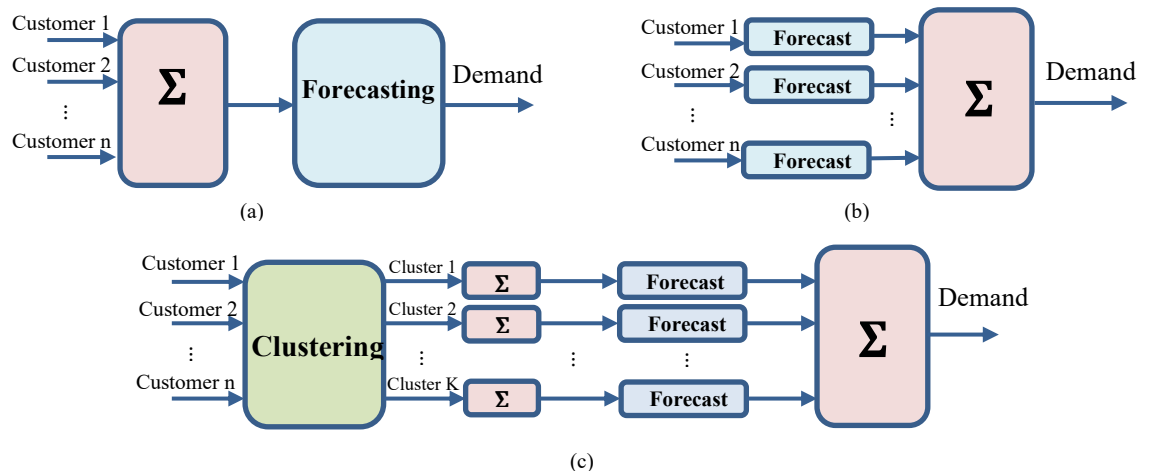 Customer 1
Customer 2
⋮
Customer n
Σ
Forecasting
Demand
(a)
Customer 1
Customer 2
⋮
Customer n
Forecast
Forecast
⋮
Forecast
Σ
Demand
(b)
Customer 1
Customer 2
⋮
Customer n
Clustering
Cluster 1
Cluster 2
⋮
Cluster K
Σ
Σ
⋮
Σ
Forecast
Forecast
⋮
Forecast
Σ
Demand
(c)